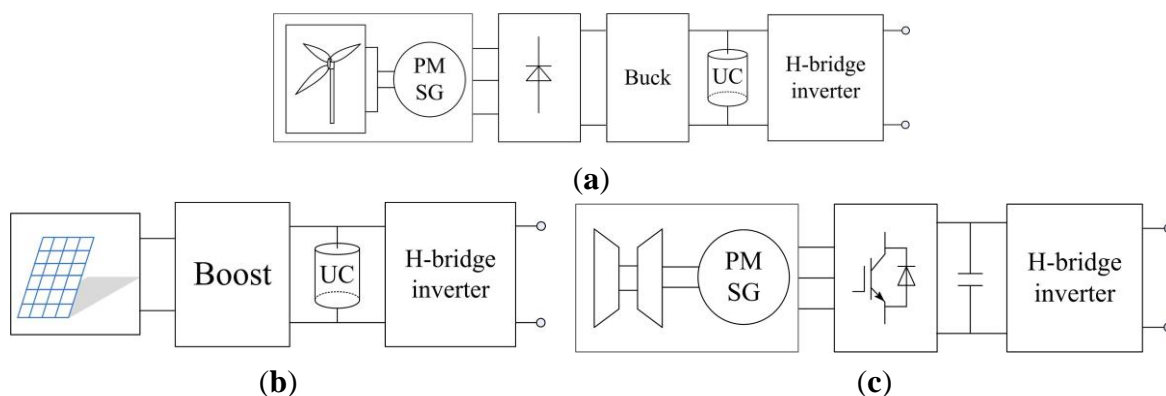 PM
SG
Buck
UC
H-bridge
inverter
(a)
Boost
UC
H-bridge
inverter
(b)
PM
SG
H-bridge
inverter
(c)